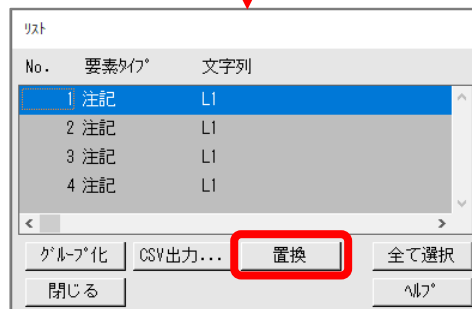 ﾘｽﾄ
No. 要素ﾀｲﾌﾟ 文字列
1 注記 L1
2 注記 L1
3 注記 L1
4 注記 L1
ｸﾞﾙｰﾌﾟ化 CSV出力... 置換 全て選択
閉じる ﾍﾙﾌﾟ